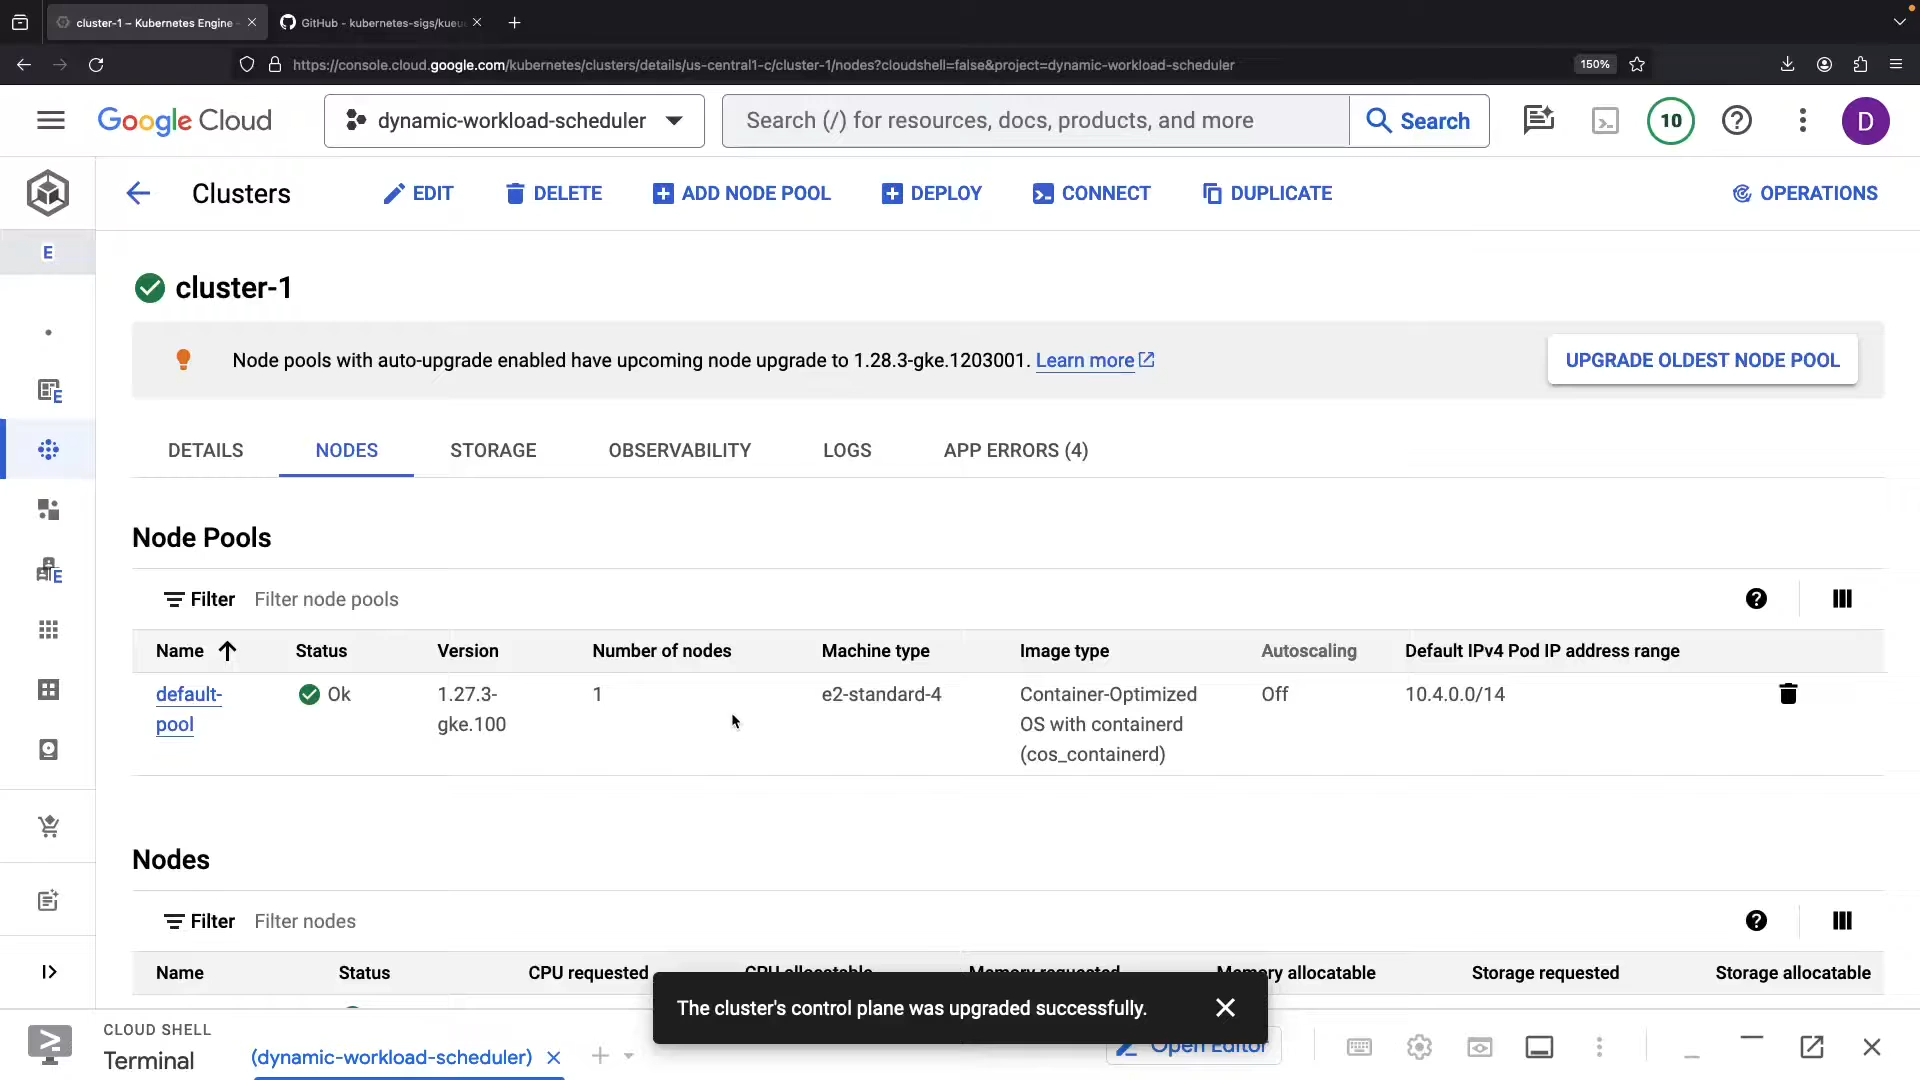 cluster-1 – Kubernetes Engine
GitHub - kubernetes-sigs/kueu
https://console.cloud.google.com/kubernetes/clusters/details/us-central1-c/cluster-1/nodes?cloudshell=false&project=dynamic-workload-scheduler
150%
Google Cloud
dynamic-workload-scheduler
Search (/) for resources, docs, products, and more
Search
10
D
Clusters
EDIT
DELETE
ADD NODE POOL
DEPLOY
CONNECT
DUPLICATE
OPERATIONS
E
E
E
cluster-1
Node pools with auto-upgrade enabled have upcoming node upgrade to 1.28.3-gke.1203001. Learn more
UPGRADE OLDEST NODE POOL
DETAILS
NODES
STORAGE
OBSERVABILITY
LOGS
APP ERRORS (4)
Node Pools
Filter
Filter node pools
Name
Status
Version
Number of nodes
Machine type
Image type
Autoscaling
Default IPv4 Pod IP address range
default-
pool
Ok
1.27.3-
gke.100
1
e2-standard-4
Container-Optimized
OS with containerd
(cos_containerd)
Off
10.4.0.0/14
Nodes
Filter
Filter nodes
Name
Status
CPU requested
CPU allocatable
Memory requested
Memory allocatable
Storage requested
Storage allocatable
The cluster's control plane was upgraded successfully.
CLOUD SHELL
Terminal
(dynamic-workload-scheduler)
Open Editor